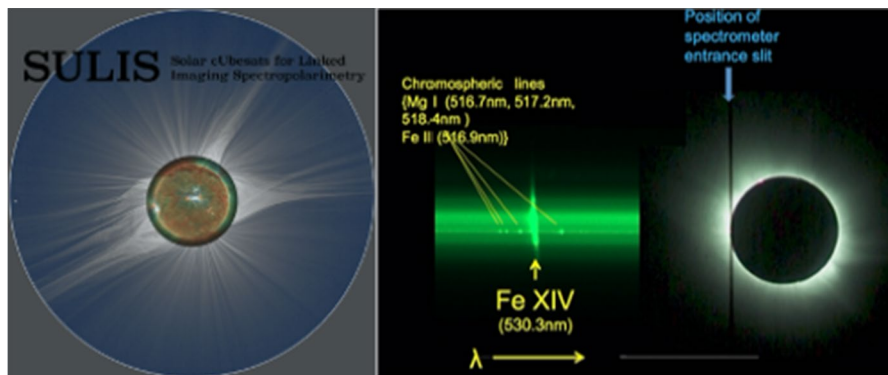 SULIS Solar cUbesats for Linked
Imaging Spectropolarimetry
Chromospheric lines
{Mg I (516.7nm, 517.2nm,
518.4nm )
Fe II (516.9nm)}
Position of
spectrometer
entrance slit
Fe XIV
(530.3nm)
λ